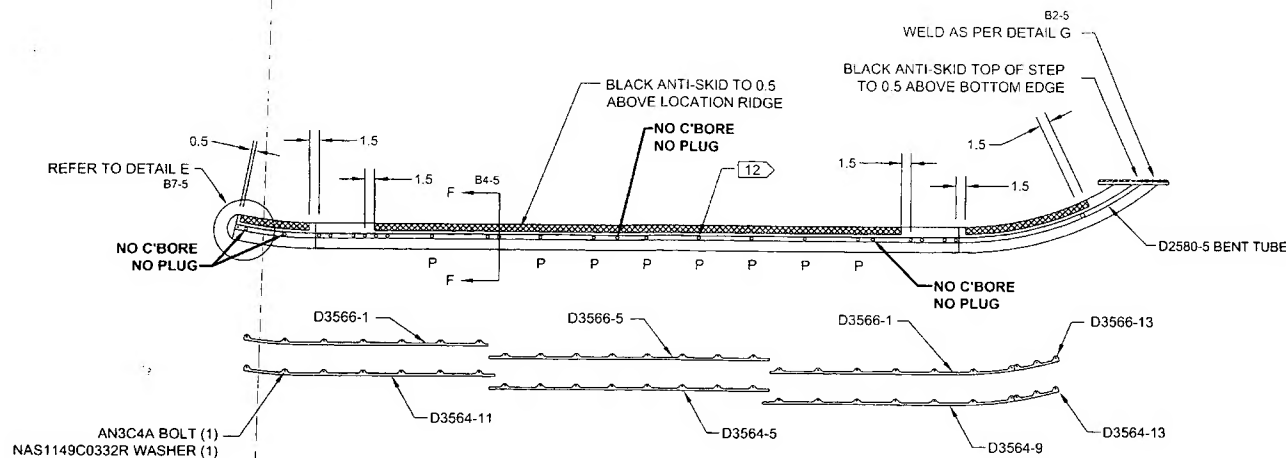 B2-5
WELD AS PER DETAIL G
BLACK ANTI-SKID TOP OF STEP
TO 0.5 ABOVE BOTTOM EDGE
BLACK ANTI-SKID TO 0.5
ABOVE LOCATION RIDGE
NO C'BORE
NO PLUG
0.5
1.5
REFER TO DETAIL E
B7-5
1.5
F
B4-5
12
1.5
1.5
1.5
NO C'BORE
NO PLUG
D2580-5 BENT TUBE
P
P
P
P
P
P
P
P
F
NO C'BORE
NO PLUG
D3566-1
D3566-5
D3566-1
D3566-13
AN3C4A BOLT (1)
NAS1149C0332R WASHER (1)
D3564-11
D3564-5
D3564-9
D3564-13